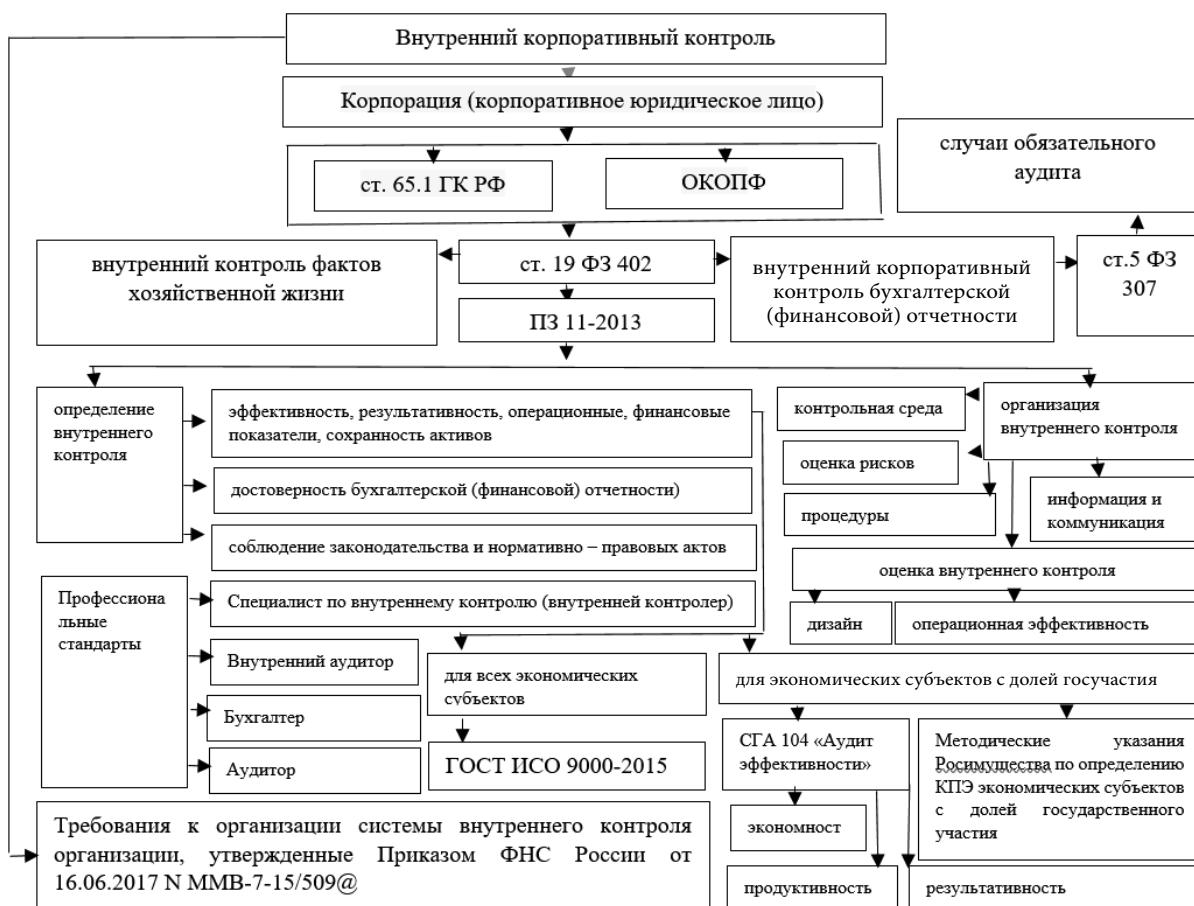 Внутренний корпоративный контроль
Корпорация (корпоративное юридическое лицо)
ст. 65.1 ГК РФ
ОКОПФ
случаи обязательного
аудита
внутренний контроль фактов
хозяйственной жизни
ст. 19 ФЗ 402
внутренний корпоративный
контроль бухгалтерской
(финансовой) отчетности
ст.5 ФЗ
307
ПЗ 11-2013
определение
внутреннего
контроля
эффективность, результативность, операционные, финансовые
показатели, сохранность активов
достоверность бухгалтерской (финансовой) отчетности)
соблюдение законодательства и нормативно – правовых актов
контрольная среда
организация
внутреннего контроля
оценка рисков
процедуры
информация и
коммуникация
оценка внутреннего контроля
дизайн
операционная эффективность
Профессиона
льные
стандарты
Специалист по внутреннему контролю (внутренней контролер)
Внутренний аудитор
Бухгалтер
Аудитор
для всех экономических
субъектов
ГОСТ ИСО 9000-2015
для экономических субъектов с долей госучастия
СГА 104 «Аудит
эффективности»
Методические указания
Росимущества по определению
КПЭ экономических субъектов
с долей государственного
участия
экономност
продуктивность
результативность
Требования к организации системы внутреннего контроля
организации, утвержденные Приказом ФНС России от
16.06.2017 N ММВ-7-15/509@